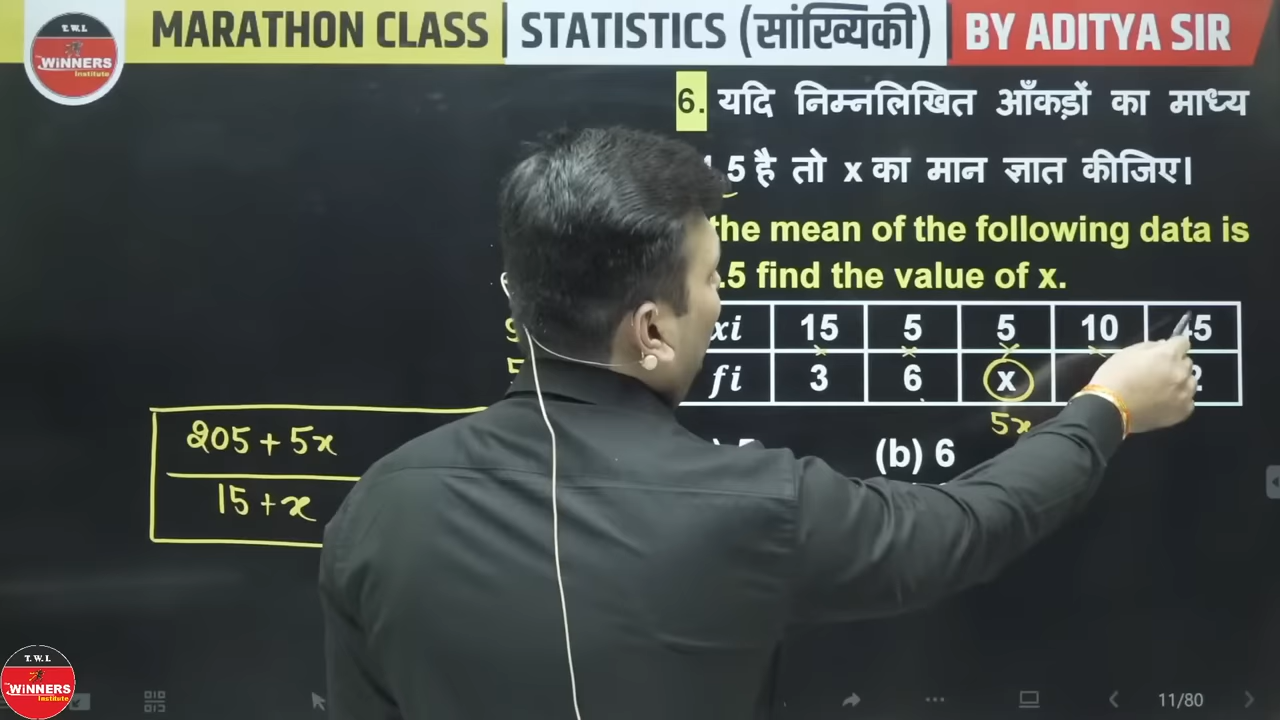 MARATHON CLASS STATISTICS (सांख्यिकी) BY ADITYA SIR
T.W.I.
WiNNERS
Institute
6. यदि निम्नलिखित आँकड़ों का माध्य
.5 है तो x का मान ज्ञात कीजिए।
the mean of the following data is
.5 find the value of x.
xi 15 5 5 10 45
fi 3 6 x 2
5x
(b) 6
205 + 5x
15 + x
T.W.I.
WiNNERS
Institute
11/80